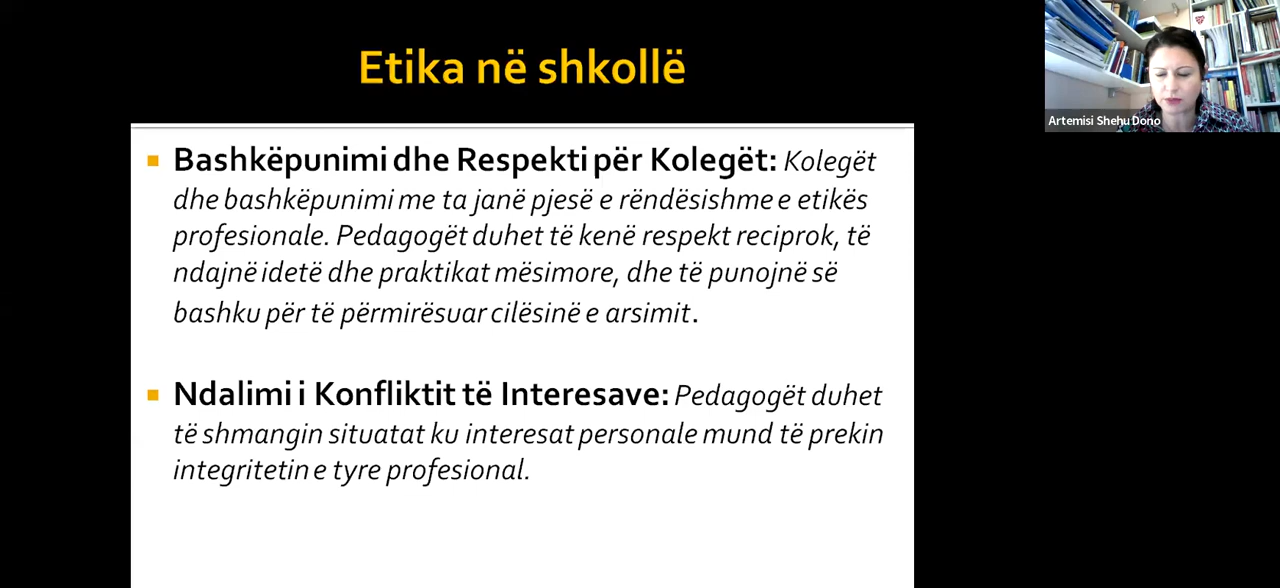 Etika në shkollë
Artemisi Shehu Dono
Bashkëpunimi dhe Respekti për Kolegët: Kolegët
dhe bashkëpunimi me ta janë pjesë e rëndësishme e etikës
profesionale. Pedagogët duhet të kenë respekt reciprok, të
ndajnë idetë dhe praktikat mësimore, dhe të punojnë së
bashku për të përmirësuar cilësinë e arsimit.
Ndalimi i Konfliktit të Interesave: Pedagogët duhet
të shmangin situatat ku interesat personale mund të prekin
integritetin e tyre profesional.